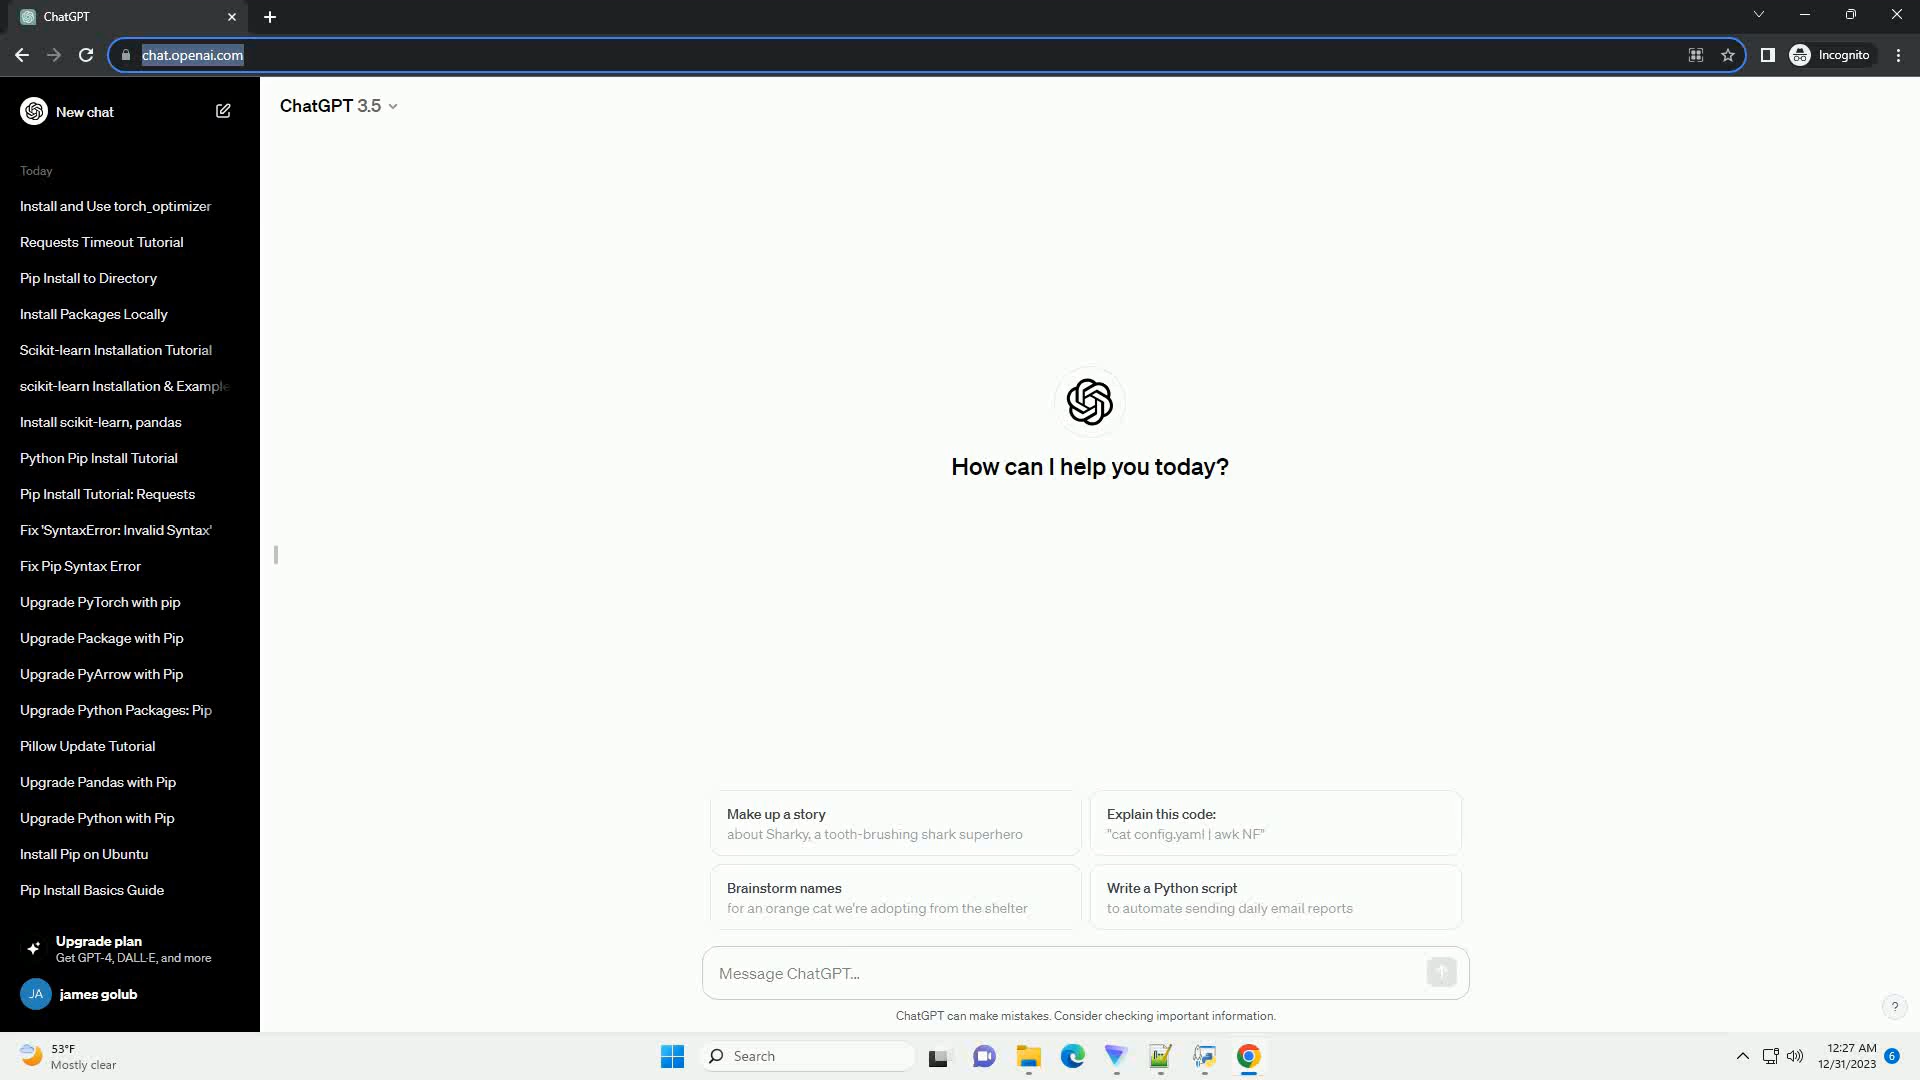 ChatGPT
chat.openai.com
Incognito
New chat
ChatGPT 3.5
Today
Install and Use torch_optimizer
Requests Timeout Tutorial
Pip Install to Directory
Install Packages Locally
Scikit-learn Installation Tutorial
scikit-learn Installation & Example
Install scikit-learn, pandas
Python Pip Install Tutorial
Pip Install Tutorial: Requests
Fix 'SyntaxError: Invalid Syntax'
Fix Pip Syntax Error
Upgrade PyTorch with pip
Upgrade Package with Pip
Upgrade PyArrow with Pip
Upgrade Python Packages: Pip
Pillow Update Tutorial
Upgrade Pandas with Pip
Upgrade Python with Pip
Install Pip on Ubuntu
Pip Install Basics Guide
Upgrade plan
Get GPT-4, DALL·E, and more
JA james golub
How can I help you today?
Make up a story
about Sharky, a tooth-brushing shark superhero
Explain this code:
"cat config.yaml | awk NF"
Brainstorm names
for an orange cat we're adopting from the shelter
Write a Python script
to automate sending daily email reports
Message ChatGPT...
ChatGPT can make mistakes. Consider checking important information.
?
53°F
Mostly clear
Search
12:27 AM
12/31/2023
6